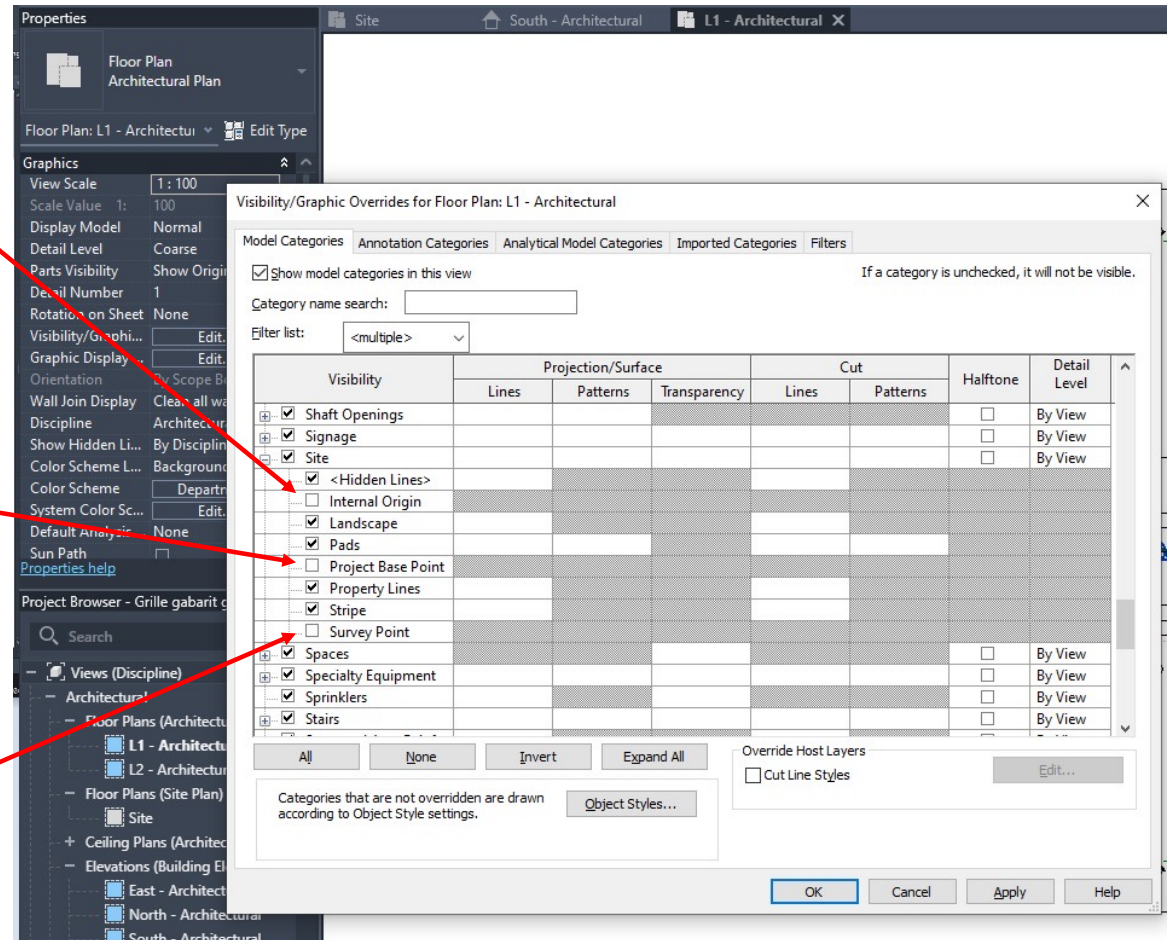 Properties
Site
South - Architectural
L1 - Architectural X
Floor Plan
Architectural Plan
Floor Plan: L1 - Architectu
Edit Type
Graphics
View Scale 1 : 100
Scale Value 1: 100
Display Model Normal
Detail Level Coarse
Parts Visibility Show Origi
Detail Number 1
Rotation on Sheet None
Visibility/Graphi... Edit.
Graphic Display ... Edit.
Orientation By Scope B
Wall Join Display Clean all wa
Discipline Architectur
Show Hidden Li... By Disciplin
Color Scheme L... Background
Color Scheme Departn
System Color Sc... Edit.
Default Analysis ... None
Sun Path
Properties help
Project Browser - Grille gabarit g
Search
Views (Discipline)
Architectural
Floor Plans (Architectu
L1 - Architectu
L2 - Architectur
Floor Plans (Site Plan)
Site
Ceiling Plans (Architec
Elevations (Building El
East - Architect
North - Architectural
South - Architectural
Visibility/Graphic Overrides for Floor Plan: L1 - Architectural
Model Categories Annotation Categories Analytical Model Categories Imported Categories Filters
Show model categories in this view
If a category is unchecked, it will not be visible.
Category name search:
Filter list: <multiple>
Visibility Projection/Surface Cut Halftone Detail Level
Lines Patterns Transparency Lines Patterns
Shaft Openings By View
Signage By View
Site By View
<Hidden Lines>
Internal Origin
Landscape
Pads
Project Base Point
Property Lines
Stripe
Survey Point
Spaces By View
Specialty Equipment By View
Sprinklers By View
Stairs By View
All None Invert Expand All
Override Host Layers
Cut Line Styles
Edit...
Categories that are not overridden are drawn
according to Object Style settings.
Object Styles...
OK Cancel Apply Help